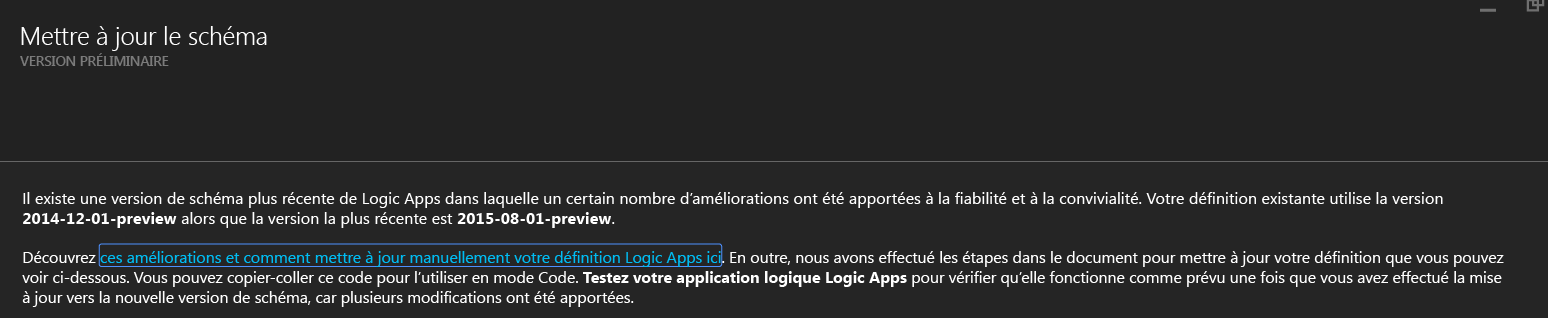 Mettre à jour le schéma
VERSION PRÉLIMINAIRE
Il existe une version de schéma plus récente de Logic Apps dans laquelle un certain nombre d’améliorations ont été apportées à la fiabilité et à la convivialité. Votre définition existante utilise la version
2014-12-01-preview alors que la version la plus récente est 2015-08-01-preview.
Découvrez ces améliorations et comment mettre à jour manuellement votre définition Logic Apps ici. En outre, nous avons effectué les étapes dans le document pour mettre à jour votre définition que vous pouvez
voir ci-dessous. Vous pouvez copier-coller ce code pour l’utiliser en mode Code. Testez votre application logique Logic Apps pour vérifier qu’elle fonctionne comme prévu une fois que vous avez effectué la mise
à jour vers la nouvelle version de schéma, car plusieurs modifications ont été apportées.